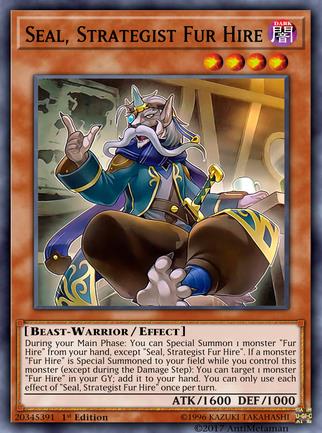 Seal, Strategist Fur Hire
DARK
闇
[Beast-Warrior / Effect]
During your Main Phase: You can Special Summon 1 monster "Fur
Hire" from your hand, except "Seal, Strategist Fur Hire". If a monster
"Fur Hire" is Special Summoned to your field while you control this
monster (except during the Damage Step): You can target 1 monster
"Fur Hire" in your GY; add it to your hand. You can only use each
effect of "Seal, Strategist Fur Hire" once per turn.
ATK/1600 DEF/1000
20345391 1st Edition ©1996 KAZUKI TAKAHASHI
©2017 AntiMetaman